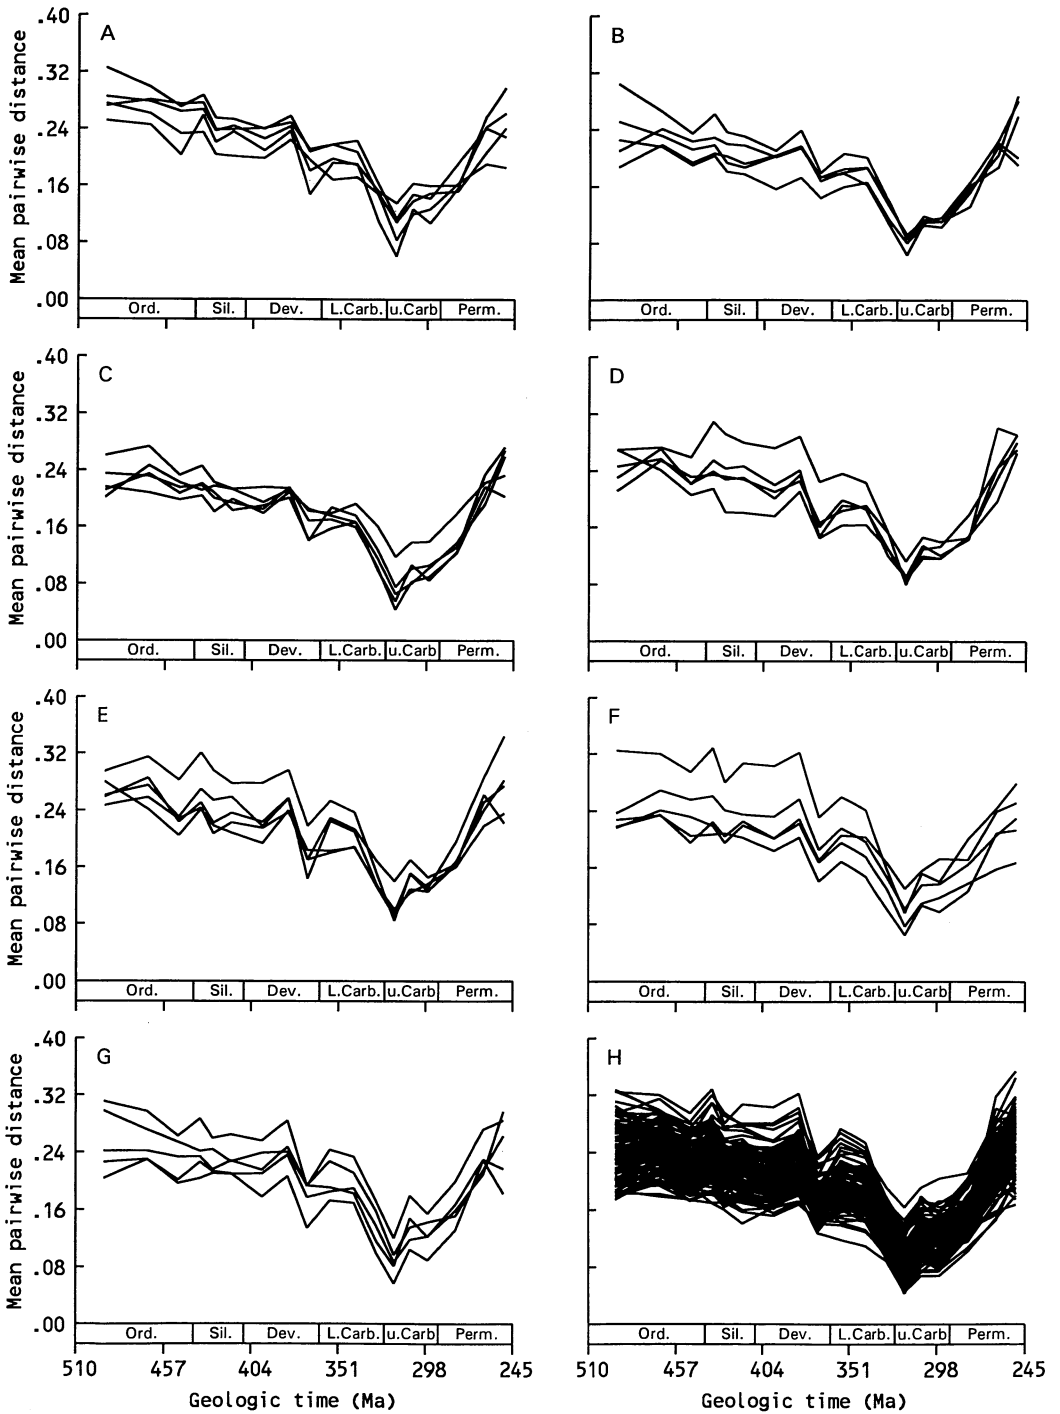 A
B
Mean pairwise distance
.40
.32
.24
.16
.08
.00
Ord. Sil. Dev. L.Carb. u.Carb Perm.
Ord. Sil. Dev. L.Carb. u.Carb Perm.
C
D
Mean pairwise distance
.40
.32
.24
.16
.08
.00
Ord. Sil. Dev. L.Carb. u.Carb Perm.
Ord. Sil. Dev. L.Carb. u.Carb Perm.
E
F
Mean pairwise distance
.40
.32
.24
.16
.08
.00
Ord. Sil. Dev. L.Carb. u.Carb Perm.
Ord. Sil. Dev. L.Carb. u.Carb Perm.
G
H
Mean pairwise distance
.40
.32
.24
.16
.08
.00
Ord. Sil. Dev. L.Carb. u.Carb Perm.
Ord. Sil. Dev. L.Carb. u.Carb Perm.
510 457 404 351 298 245
510 457 404 351 298 245
Geologic time (Ma)
Geologic time (Ma)